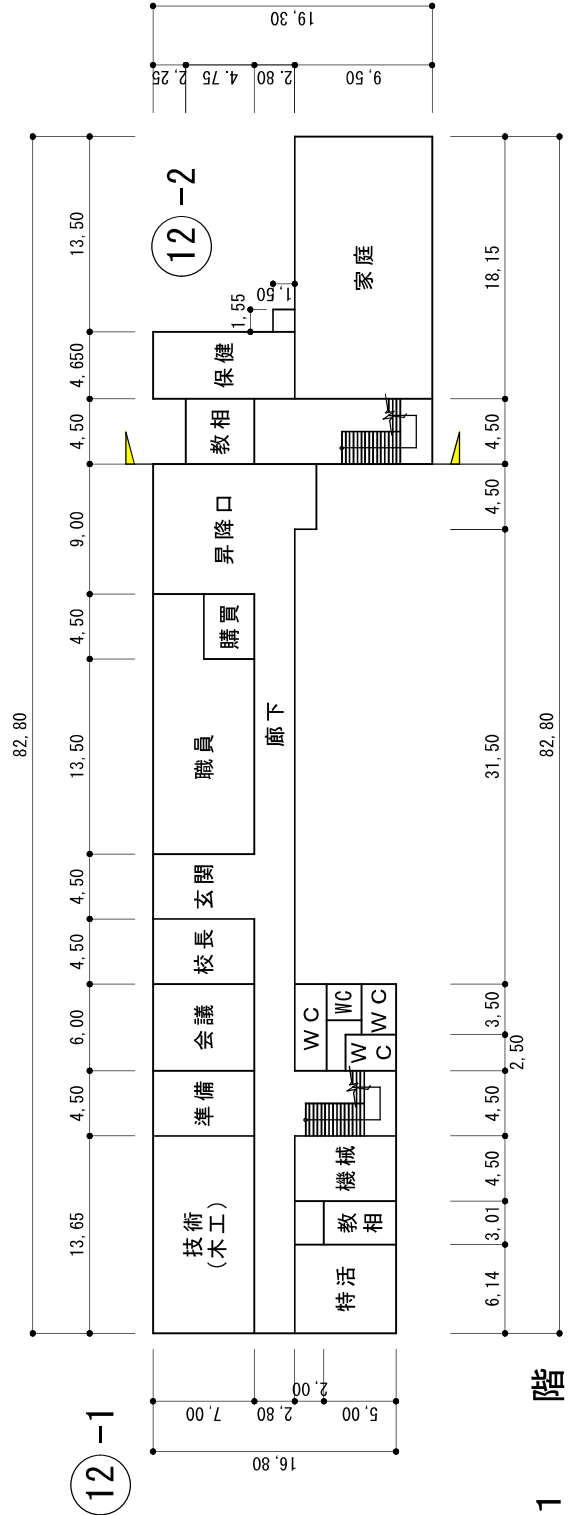 82,80
13,65
4,50
6,00
4,50
4,50
13,50
4,50
9,00
4,50
4,650
13,50
12 -1
12 -2
技術
(木工)
準備
会議
校長
玄関
職員
購買
昇降口
教相
保健
1,55
1,50
家庭
廊下
特活
教相
機械
WC
WC
WC
WC
16,80
7,00
2,80
2,00
5,00
2,25
4.75
2.80
9,50
19,30
6,14
3,01
4,50
4,50
2,50
3,50
31,50
4,50
4,50
18,15
82,80
1 階